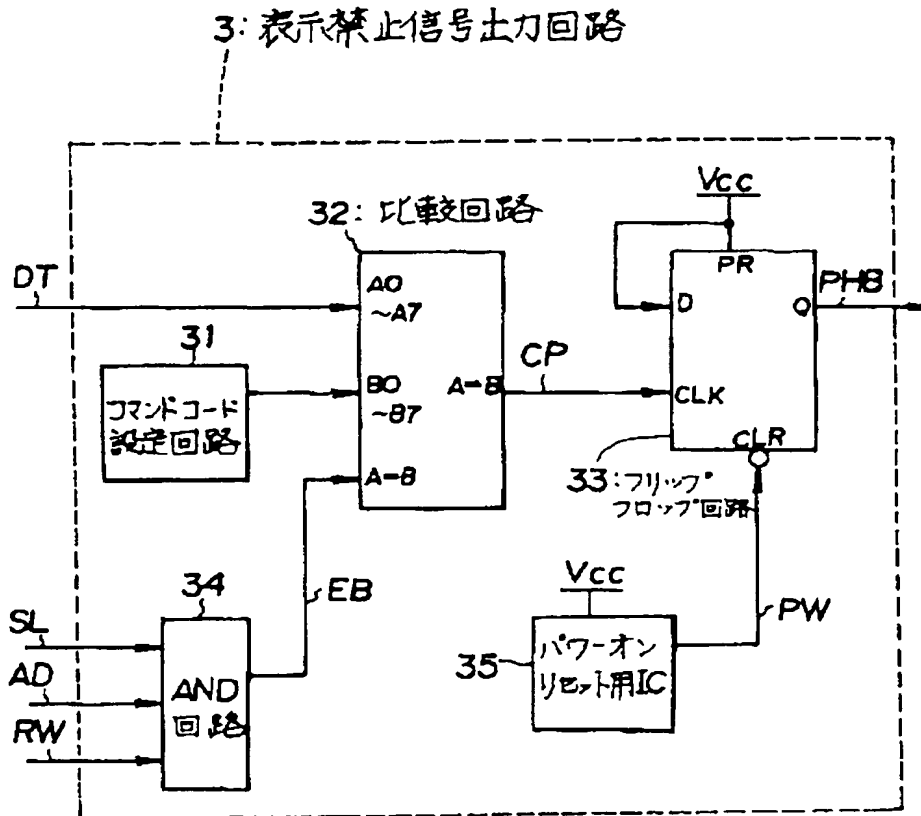 3: 表示禁止信号出力回路
Vcc
32: 比較回路
DT
A0
~A7
PR
D
Q
PHB
31
コマンドコード
設定回路
B0
~B7
A=B
CP
CLK
CLR
A=B
33: フリップ
フロップ回路
34
EB
Vcc
PW
SL
AD
RW
AND
回路
35
パワーオン
リセット用IC